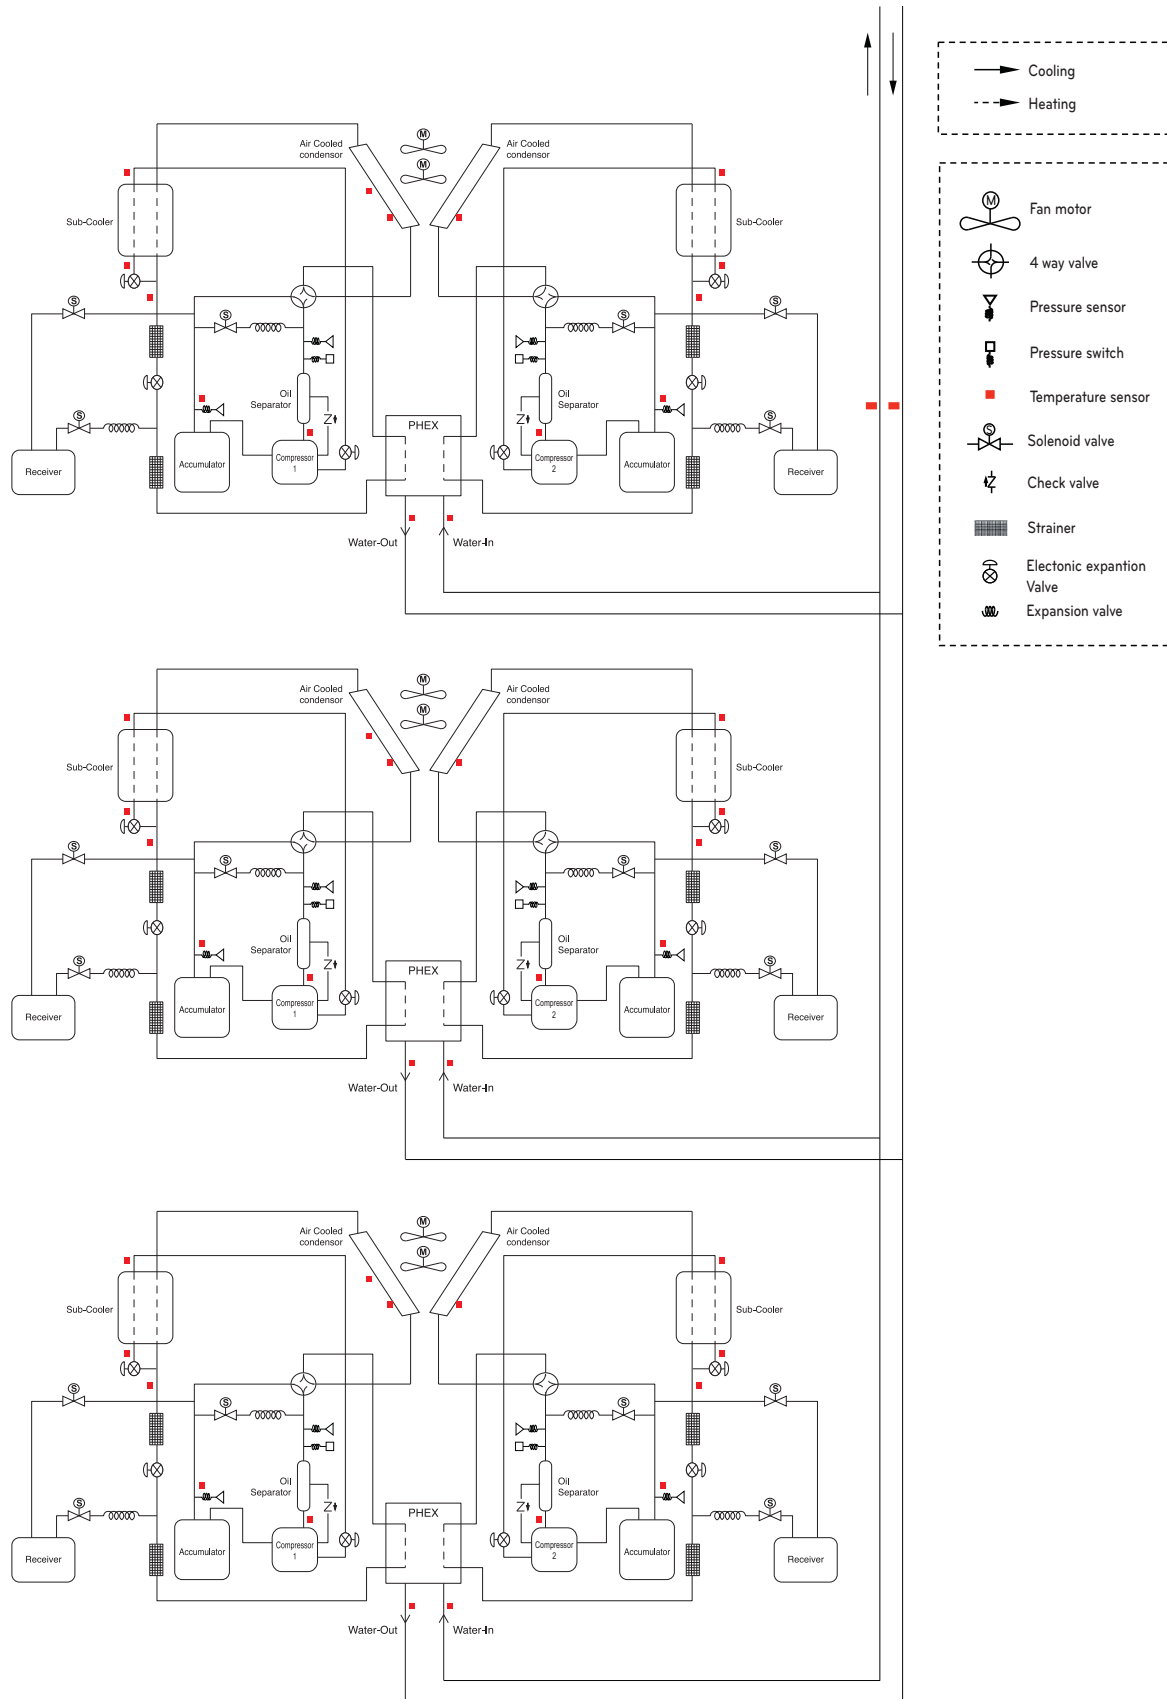 Cooling
Heating
Fan motor
4 way valve
Pressure sensor
Pressure switch
Temperature sensor
S
Solenoid valve
Z
Check valve
Strainer
Electonic expantion
Valve
Expansion valve
M
Air Cooled
condensor
M
M
Air Cooled
condensor
Sub-Cooler
Sub-Cooler
S
S
S
S
Oil
Separator
Oil
Separator
Z
Z
S
S
PHEX
Receiver
Accumulator
Compressor
1
Compressor
2
Accumulator
Receiver
Water-Out
Water-In
Air Cooled
condensor
M
M
Air Cooled
condensor
Sub-Cooler
Sub-Cooler
S
S
S
S
Oil
Separator
Oil
Separator
Z
Z
S
S
PHEX
Receiver
Accumulator
Compressor
1
Compressor
2
Accumulator
Receiver
Water-Out
Water-In
Air Cooled
condensor
M
M
Air Cooled
condensor
Sub-Cooler
Sub-Cooler
S
S
S
S
Oil
Separator
Oil
Separator
Z
Z
S
S
PHEX
Receiver
Accumulator
Compressor
1
Compressor
2
Accumulator
Receiver
Water-Out
Water-In